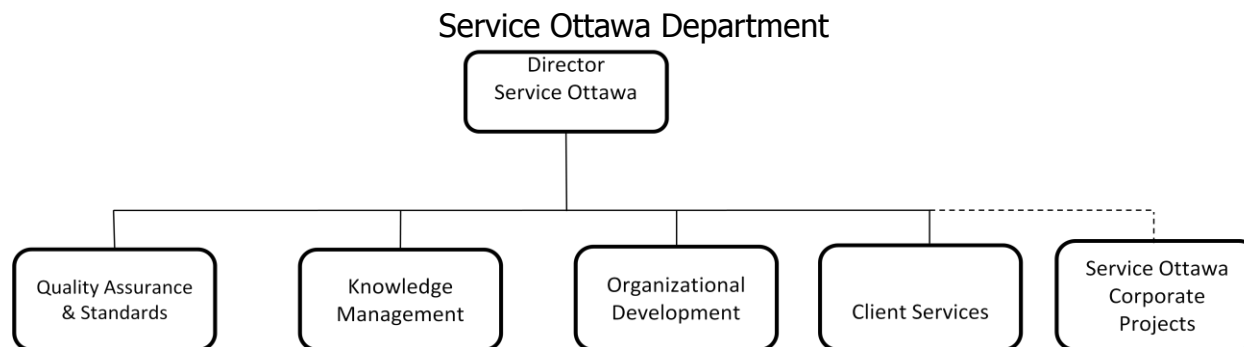 Service Ottawa Department
Director
Service Ottawa
Quality Assurance
& Standards
Knowledge
Management
Organizational
Development
Client Services
Service Ottawa
Corporate
Projects